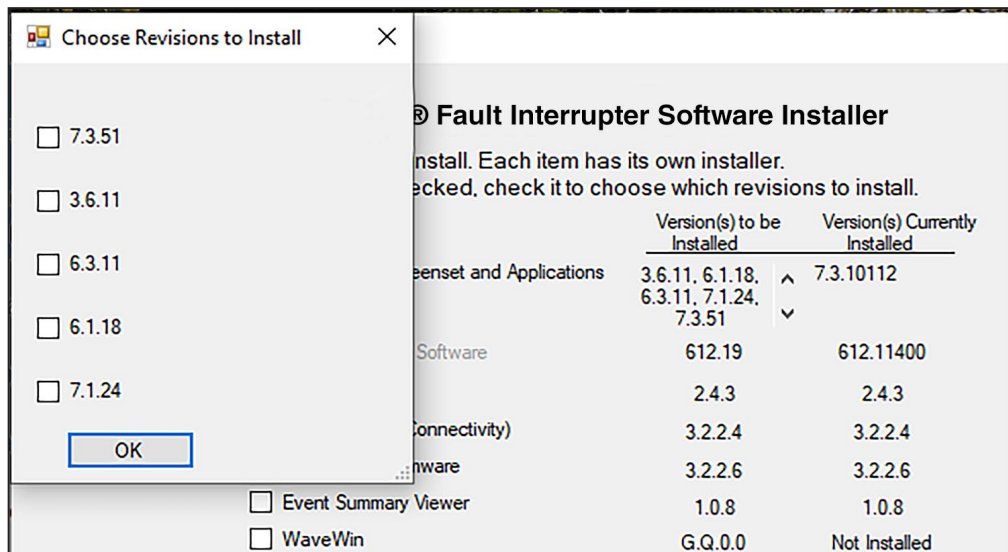 Choose Revisions to Install
7.3.51
3.6.11
6.3.11
6.1.18
7.1.24
OK
® Fault Interrupter Software Installer
nstall. Each item has its own installer.
ecked, check it to choose which revisions to install.
Version(s) to be Installed
Version(s) Currently Installed
eenset and Applications
3.6.11, 6.1.18,
6.3.11, 7.1.24,
7.3.51
7.3.10112
Software
612.19
612.11400
2.4.3
2.4.3
Connectivity)
3.2.2.4
3.2.2.4
ware
3.2.2.6
3.2.2.6
Event Summary Viewer
1.0.8
1.0.8
WaveWin
G.Q.0.0
Not Installed